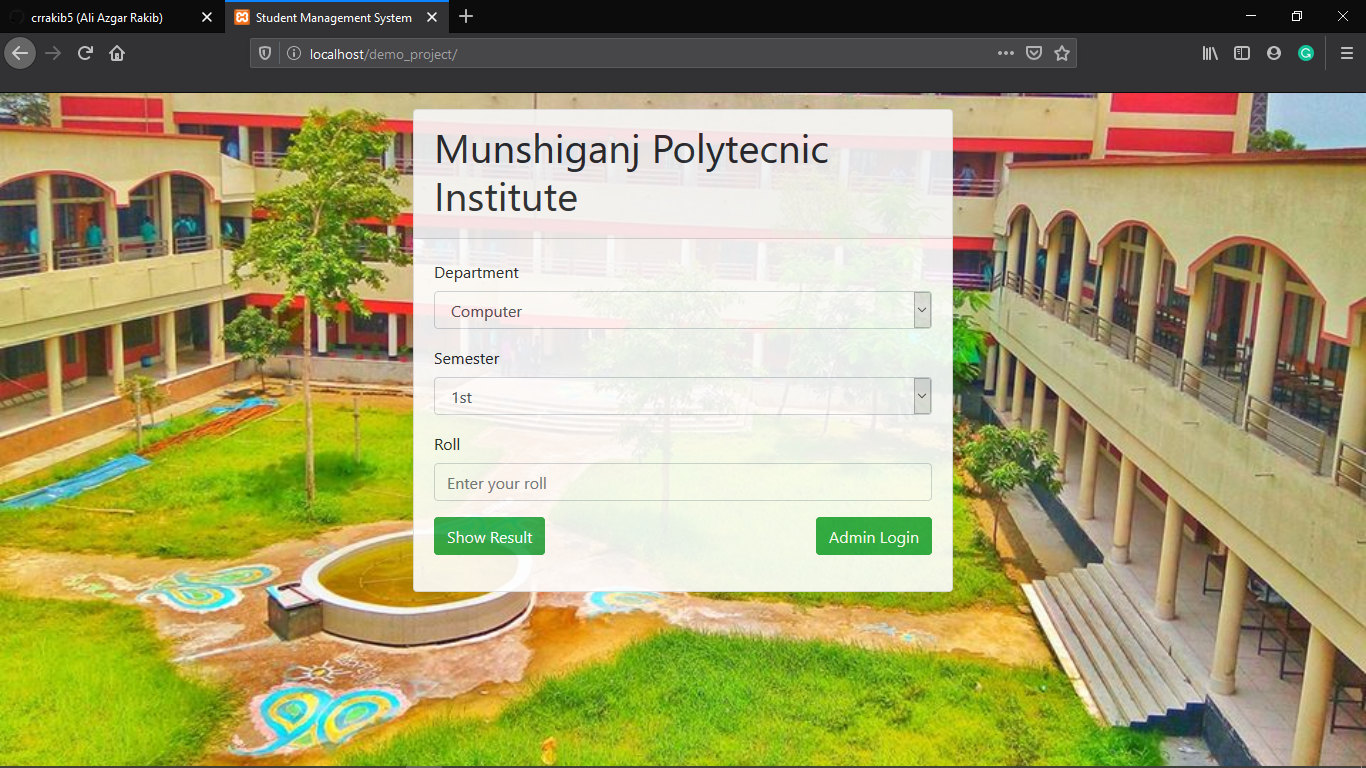 crrakib5 (Ali Azgar Rakib)
Student Management System
localhost/demo_project/
Munshiganj Polytecnic
Institute
Department
Computer
Semester
1st
Roll
Enter your roll
Show Result
Admin Login